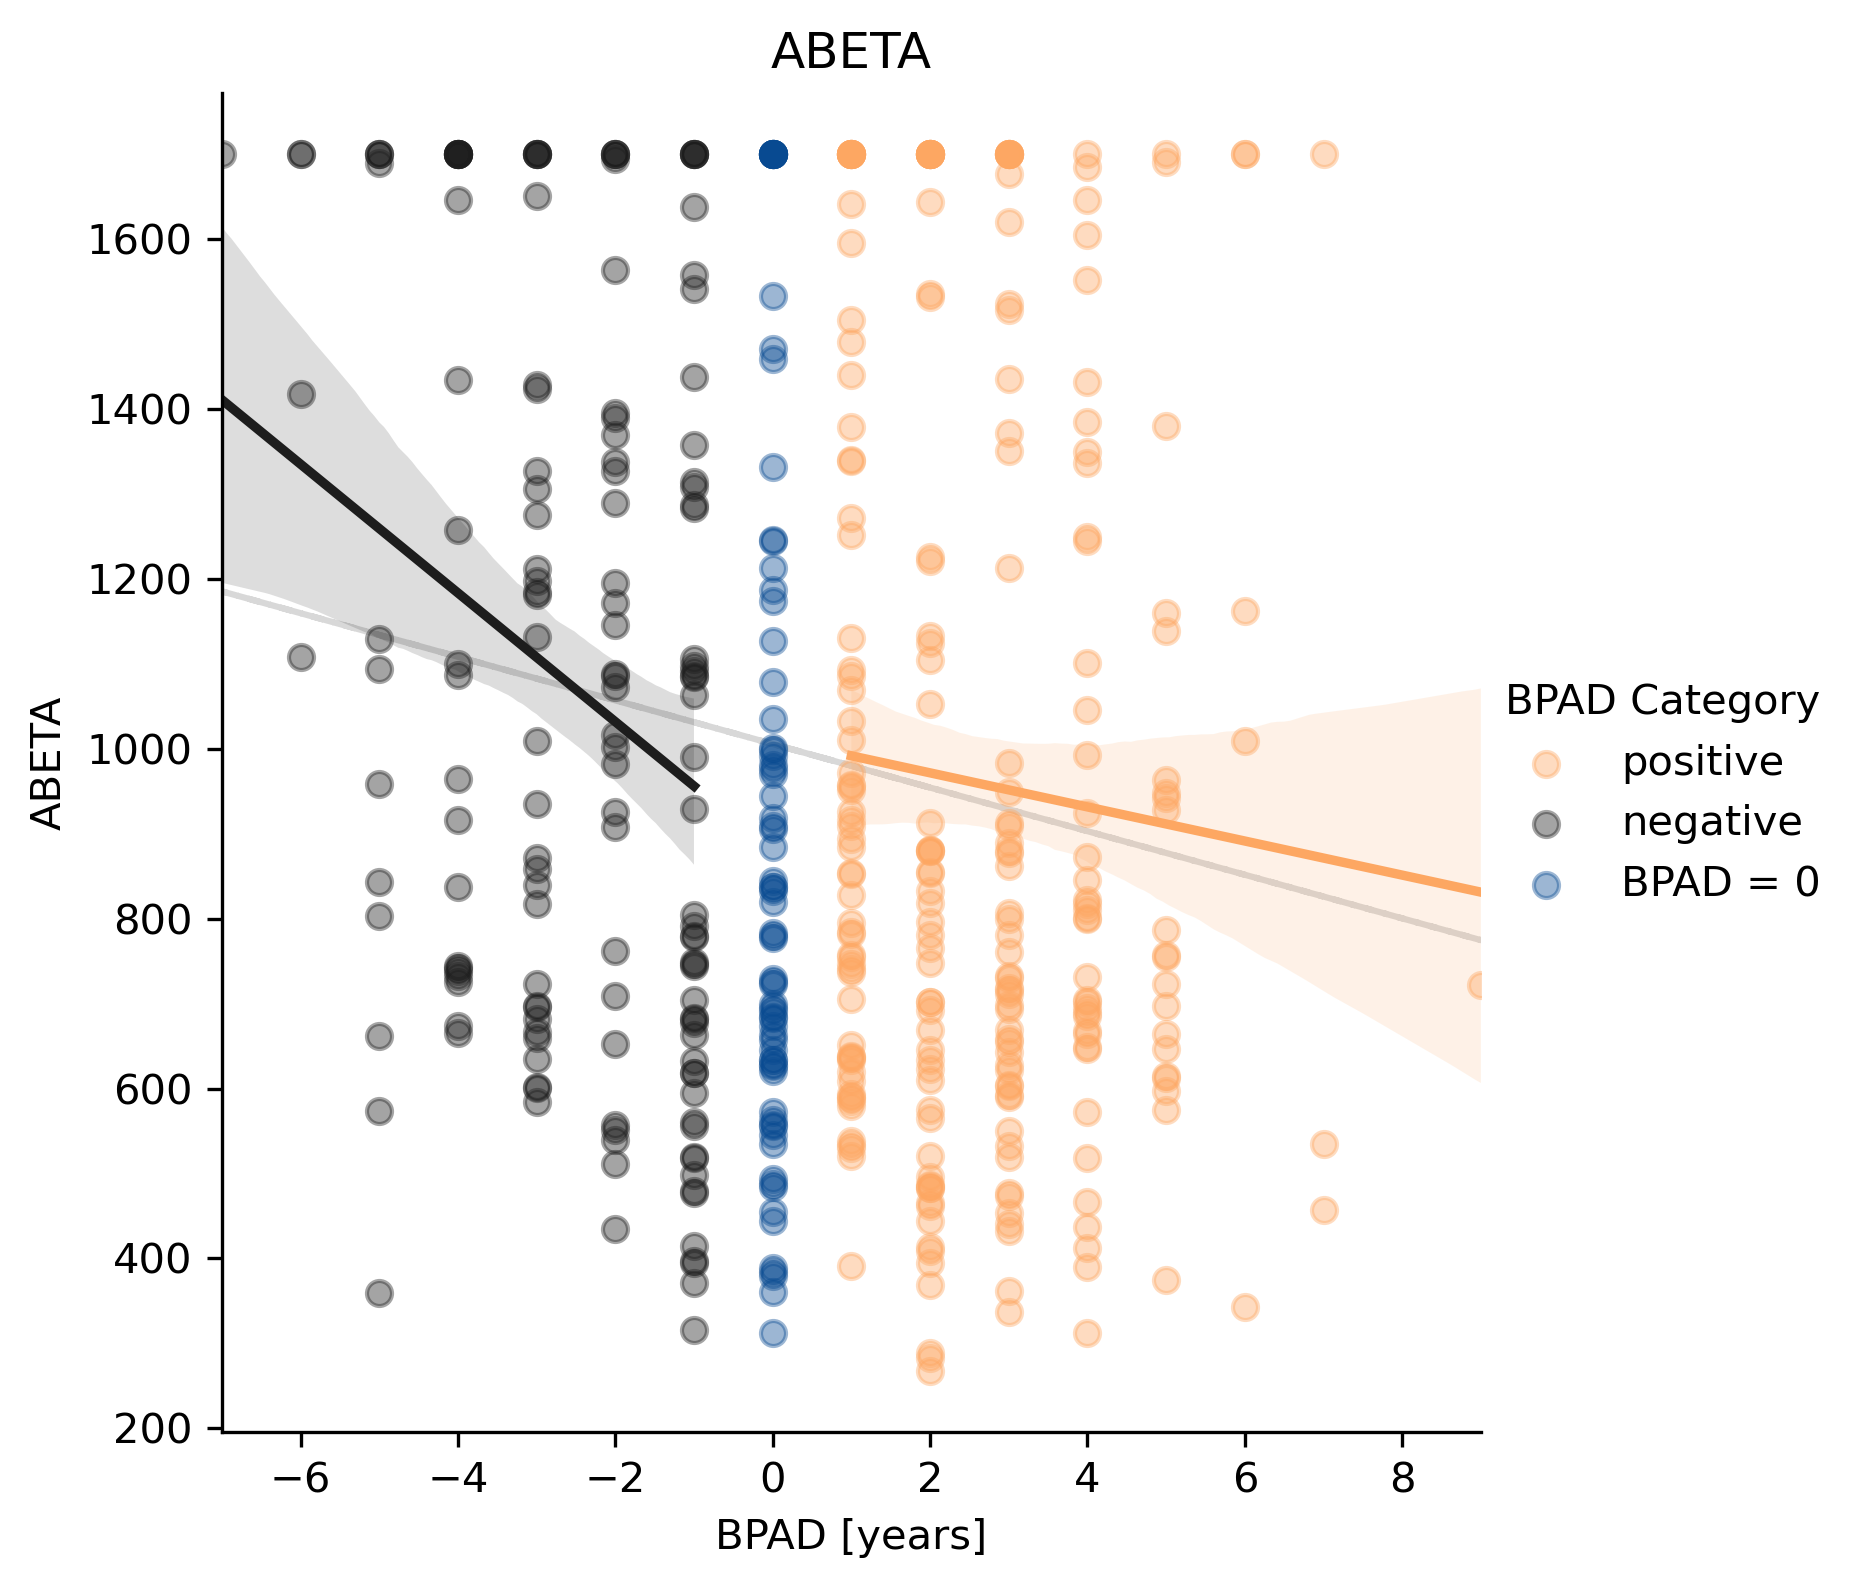 ABETA
ABETA
1600
1400
1200
1000
800
600
400
200
−6 −4 −2 0 2 4 6 8
BPAD [years]
BPAD Category
positive
negative
BPAD = 0